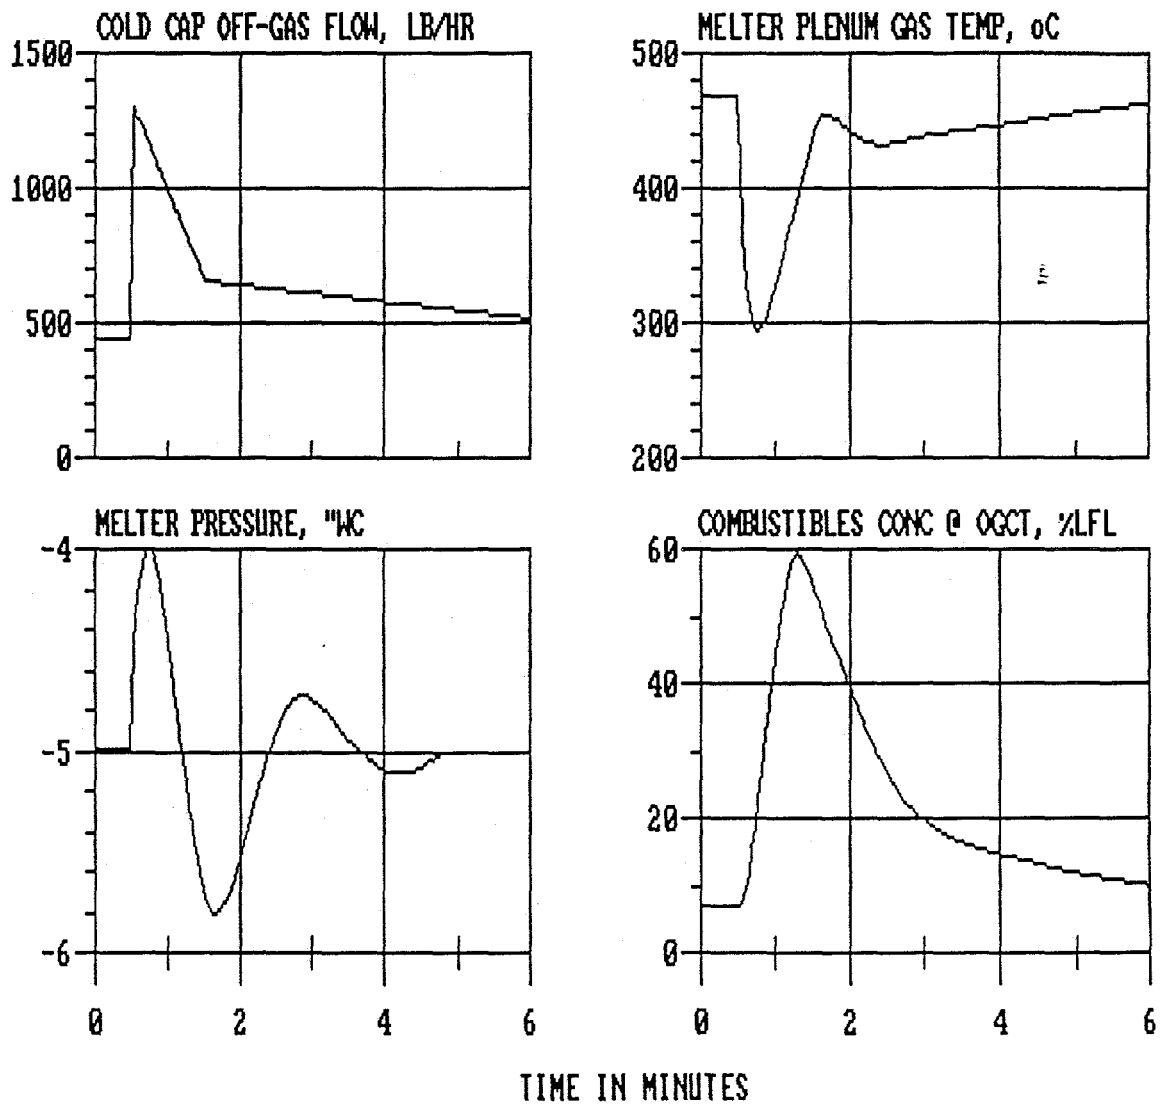 COLD CAP OFF-GAS FLOW, LB/HR
1500
1000
500
0
MELTER PLENUM GAS TEMP, oC
500
400
300
200
MELTER PRESSURE, "WC
-4
-5
-6
0 2 4 6
COMBUSTIBLES CONC @ OGCT, %LFL
60
40
20
0
0 2 4 6
TIME IN MINUTES